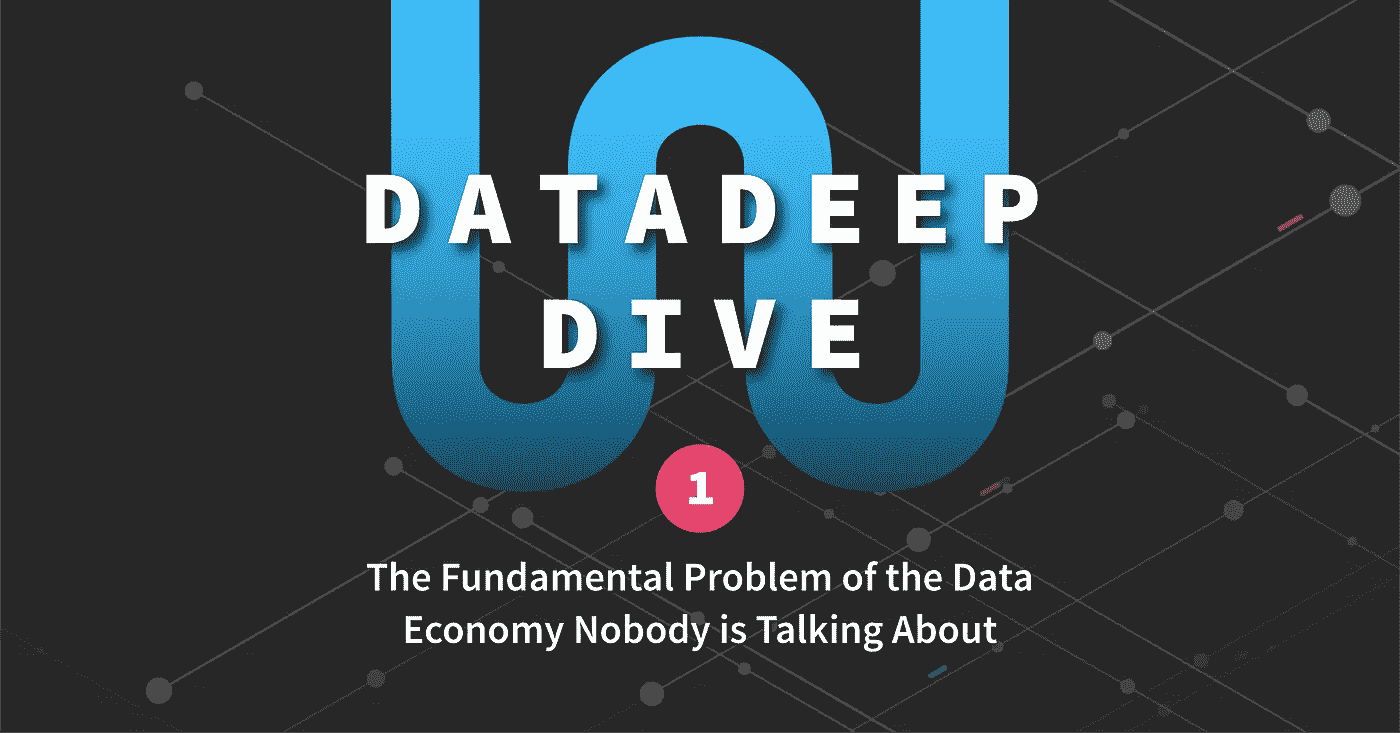 DATADEEP
DIVE
1
The Fundamental Problem of the Data
Economy Nobody is Talking About